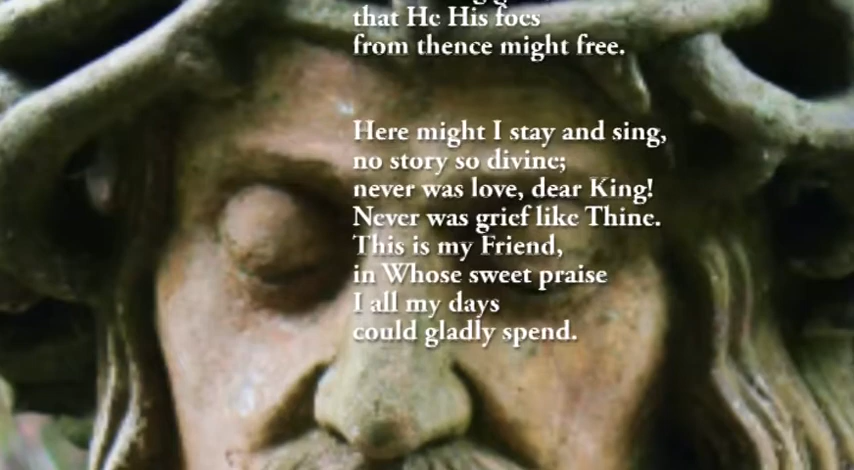 that He His foes
from thence might free.
Here might I stay and sing,
no story so divine;
never was love, dear King!
Never was grief like Thine.
This is my Friend,
in Whose sweet praise
I all my days
could gladly spend.